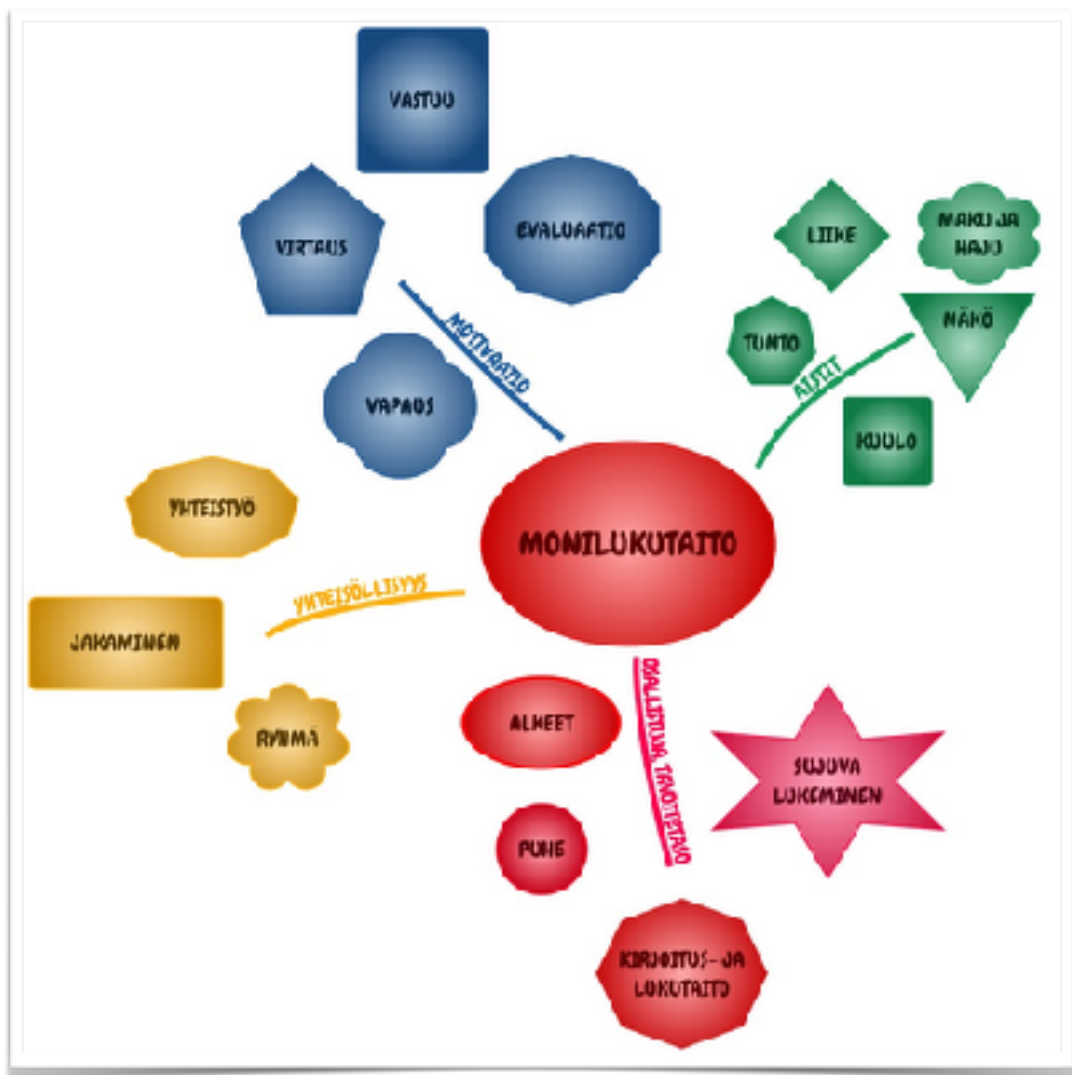 VASTUU
VIRTAUS
EVALUAATIO
MOTIVAATIO
VAPAUS
LIIKE
MAKU JA
HAJU
TUNTO
NÄKÖ
AISTIT
KUULO
MONILUKUTAITO
YHTEISTYÖ
YHTEISÖLLISYYS
JAKAMINEN
RYHMÄ
ALKEET
PUHE
SUJUVA
LUKEMINEN
KIRJOITUS- JA
LUKUTAITO